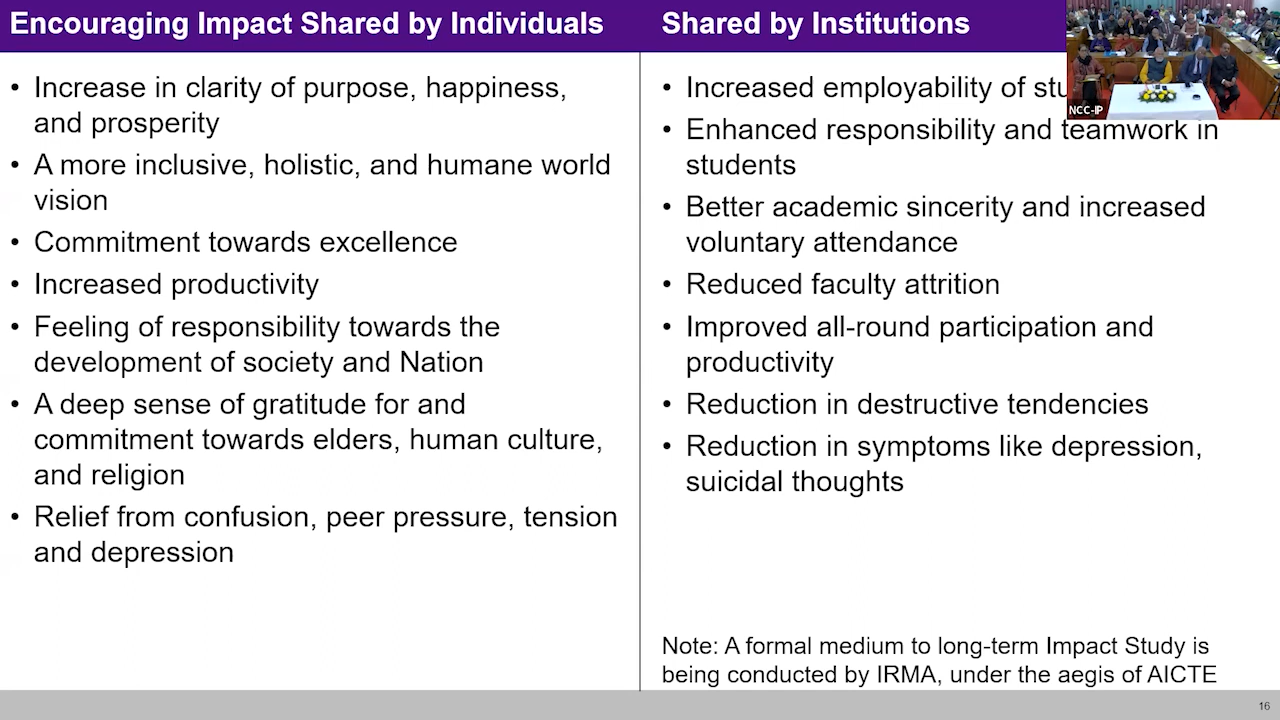 Encouraging Impact Shared by Individuals
• Increase in clarity of purpose, happiness,
and prosperity
• A more inclusive, holistic, and humane world
vision
• Commitment towards excellence
• Increased productivity
• Feeling of responsibility towards the
development of society and Nation
• A deep sense of gratitude for and
commitment towards elders, human culture,
and religion
• Relief from confusion, peer pressure, tension
and depression
Shared by Institutions
• Increased employability of
• Enhanced responsibility and teamwork in
students
• Better academic sincerity and increased
voluntary attendance
• Reduced faculty attrition
• Improved all-round participation and
productivity
• Reduction in destructive tendencies
• Reduction in symptoms like depression,
suicidal thoughts
Note: A formal medium to long-term Impact Study is
being conducted by IRMA, under the aegis of AICTE
NCC-IP
16